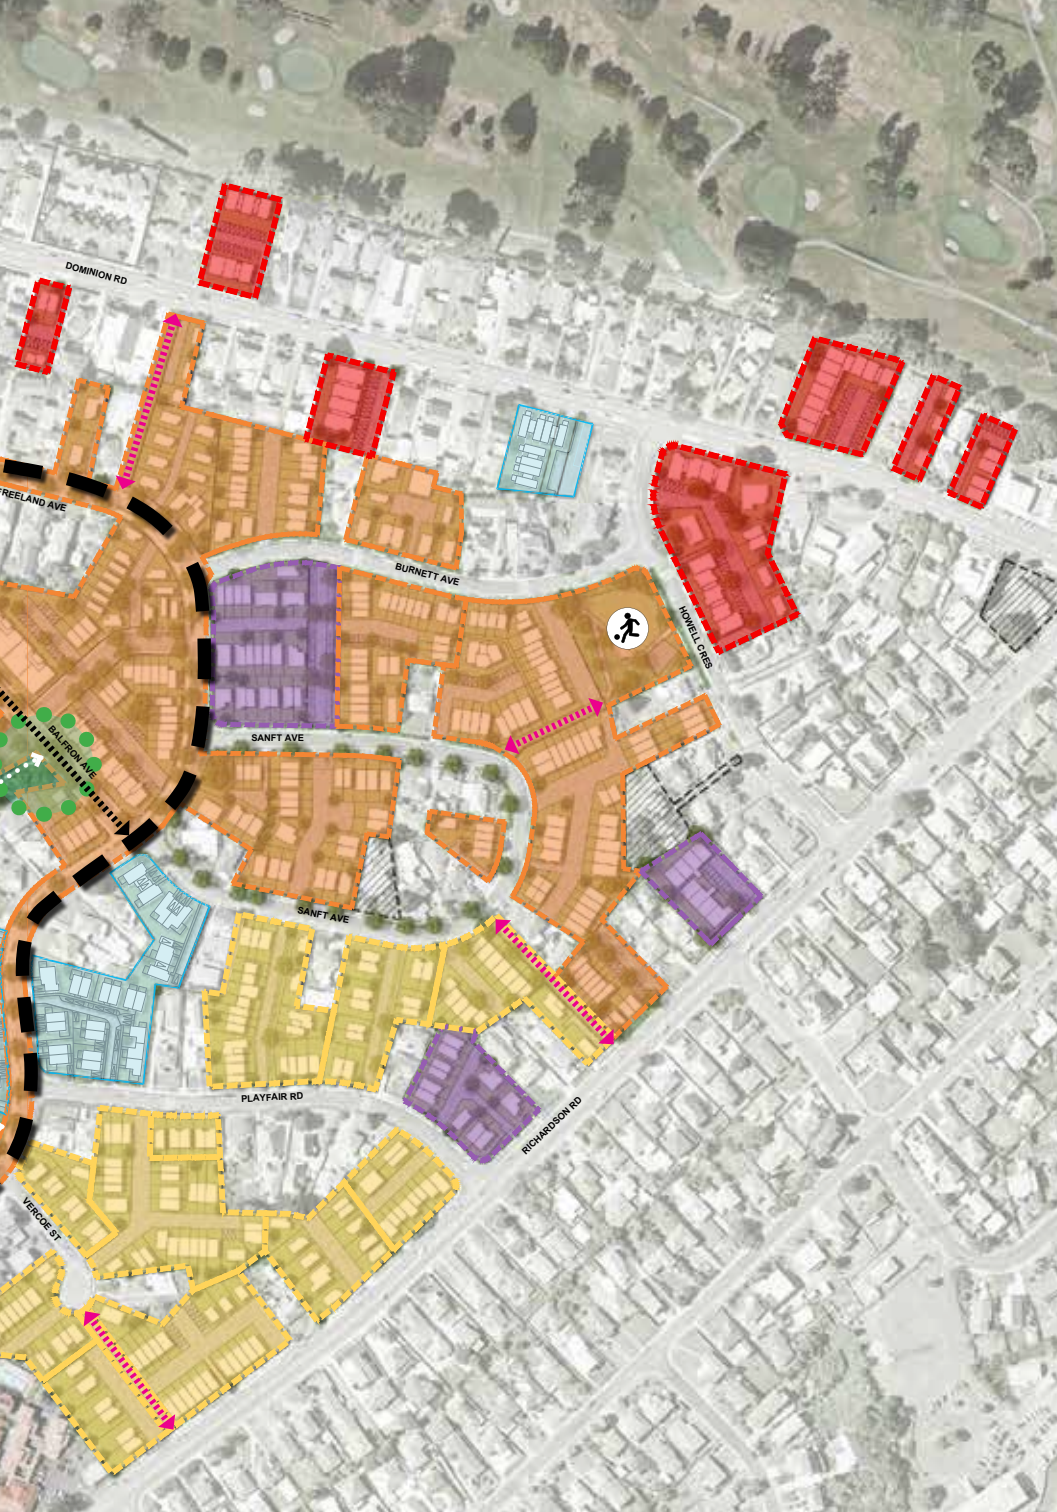 DOMINION RD
FREELAND AVE
BURNETT AVE
HOWELL CRES
SANFT AVE
BALFRON AVE
SANFT AVE
PLAYFAIR RD
RICHARDSON RD
VERCOE ST